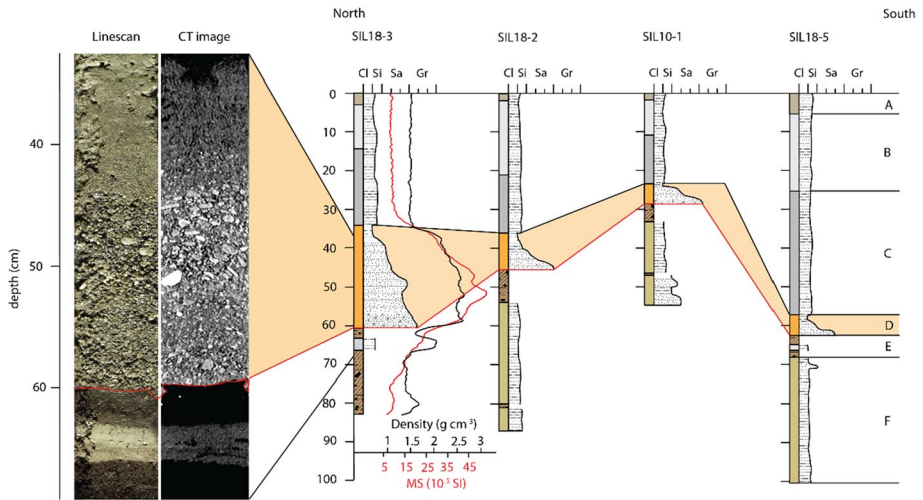 North
South
Linescan
CT image
SIL18-3
SIL18-2
SIL10-1
SIL18-5
Cl Si Sa Gr
Cl Si Sa Gr
Cl Si Sa Gr
Cl Si Sa Gr
depth (cm)
40
50
60
0
10
20
30
40
50
60
70
80
90
100
A
B
C
D
E
F
Density (g cm³)
1 1.5 2 2.5 3
5 15 25 35 45
MS (10⁻⁵ SI)